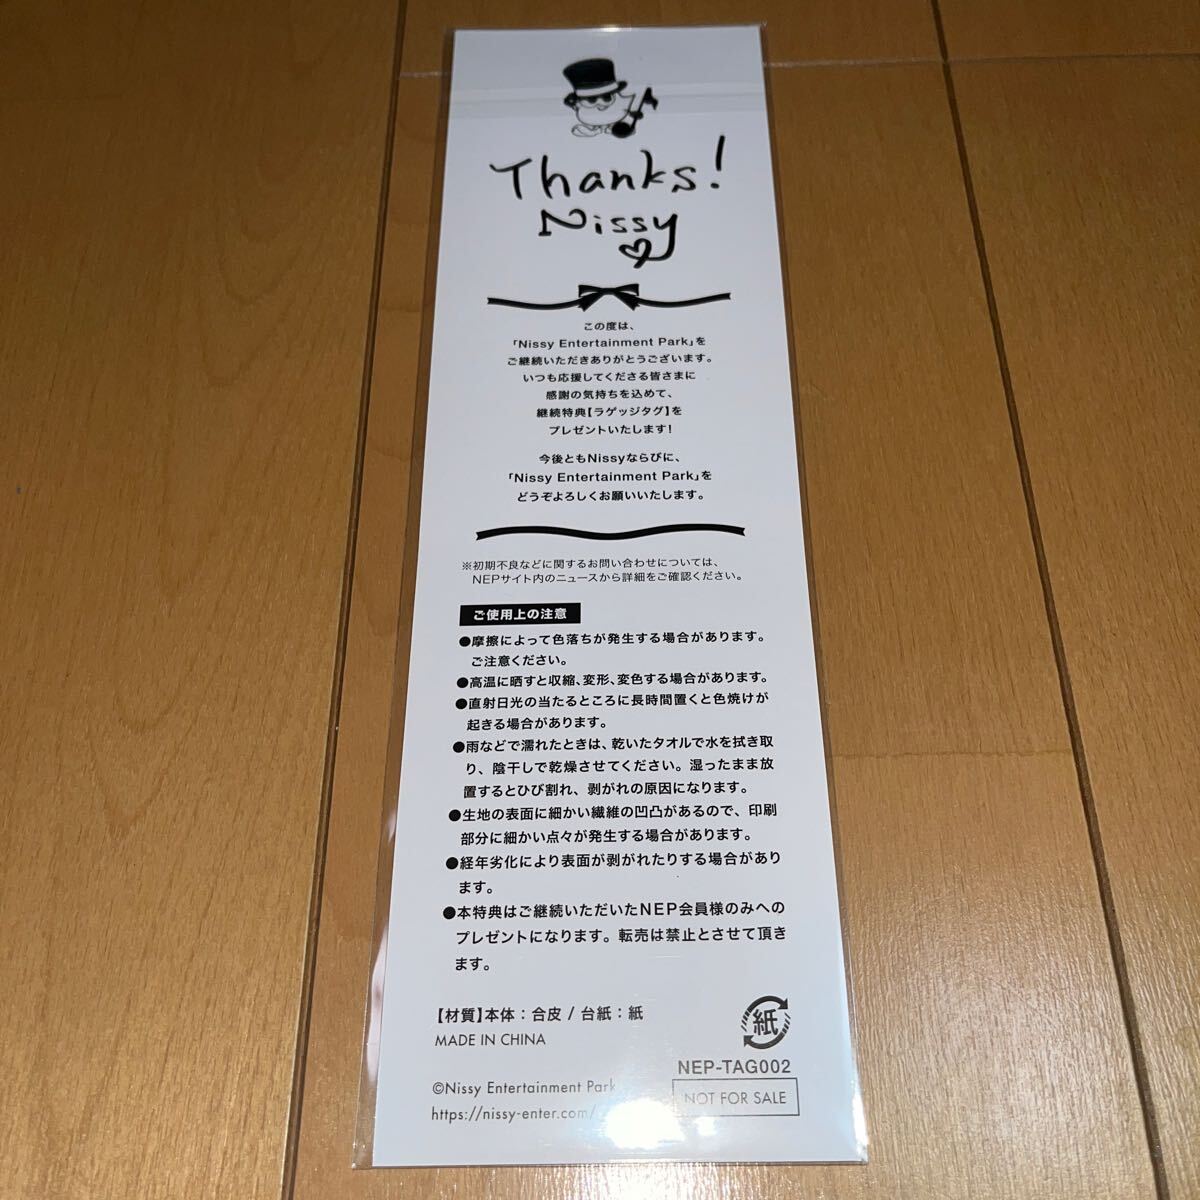 Thanks!
Nissy
この度は、
「Nissy Entertainment Park」を
ご継続いただきありがとうございます。
いつも応援してくださる皆さまに
感謝の気持ちを込めて、
継続特典【ラゲッジタグ】を
プレゼントいたします!
今後ともNissyならびに、
「Nissy Entertainment Park」を
どうぞよろしくお願いいたします。
※初期不良などに関するお問い合わせについては、
NEPサイト内のニュースから詳細をご確認ください。
ご使用上の注意
●摩擦によって色落ちが発生する場合があります。
ご注意ください。
●高温に晒すと収縮、変形、変色する場合があります。
●直射日光の当たるところに長時間置くと色焼けが
起きる場合があります。
●雨などで濡れたときは、乾いたタオルで水を拭き取
り、陰干しで乾燥させてください。湿ったまま放
置するとひび割れ、剥がれの原因になります。
●生地の表面に細かい繊維の凹凸があるので、印刷
部分に細かい点々が発生する場合があります。
●経年劣化により表面が剥がれたりする場合があり
ます。
●本特典はご継続いただいたNEP会員様のみへの
プレゼントになります。転売は禁止とさせて頂き
ます。
【材質】本体：合皮 / 台紙：紙
MADE IN CHINA
紙
NEP-TAG002
NOT FOR SALE
©Nissy Entertainment Park
https://nissy-enter.com/